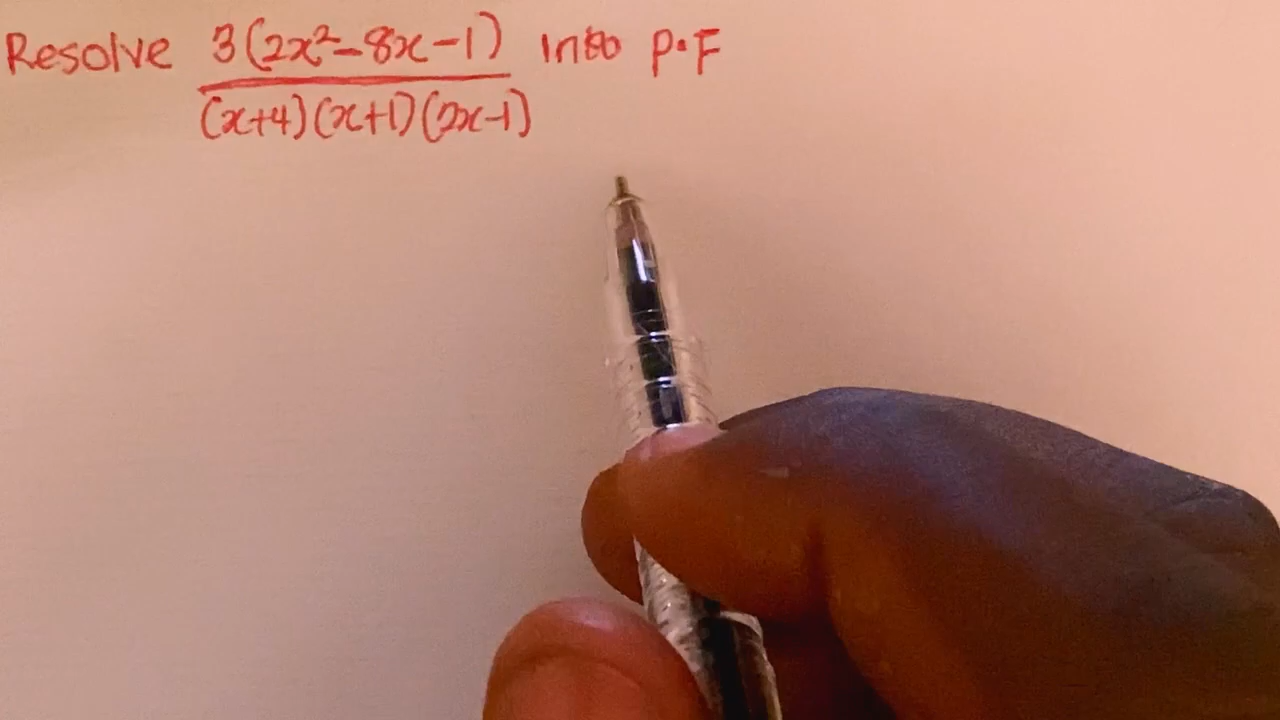 Resolve 3(2x²-8x-1) into P.F
(x+4)(x+1)(2x-1)